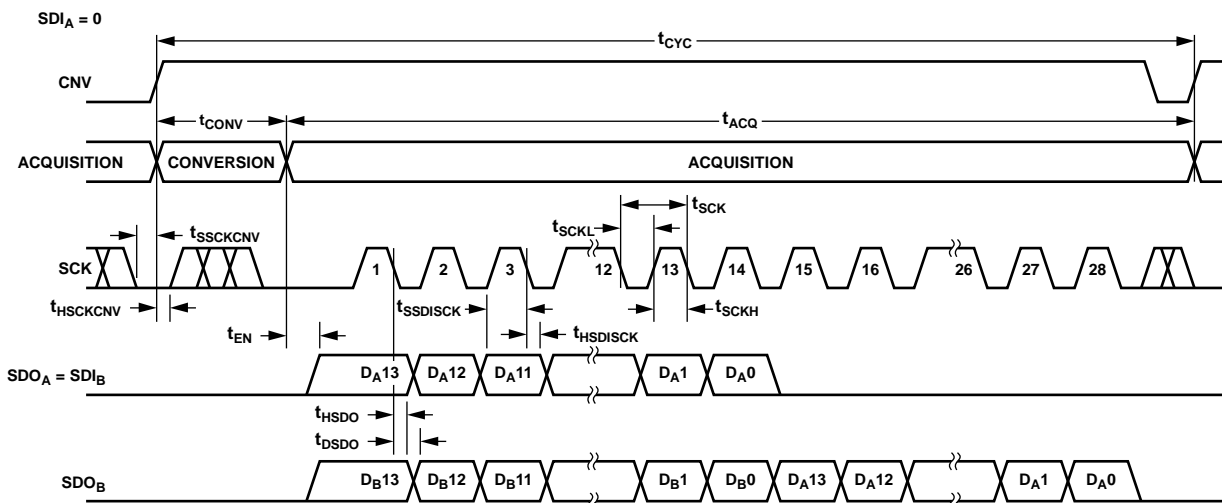 SDIA = 0
tCYC
CNV
tCONV
tACQ
ACQUISITION CONVERSION ACQUISITION
tSCK
tSCKL
tSSCKCNV
SCK 1 2 3 12 13 14 15 16 26 27 28
tHSCKCNV
tSSDISCK
tSCKH
tEN
tHSDISCK
SDOA = SDIB DA13 DA12 DA11 DA1 DA0
tHSDO
tDSDO
SDOB DB13 DB12 DB11 DB1 DB0 DA13 DA12 DA1 DA0